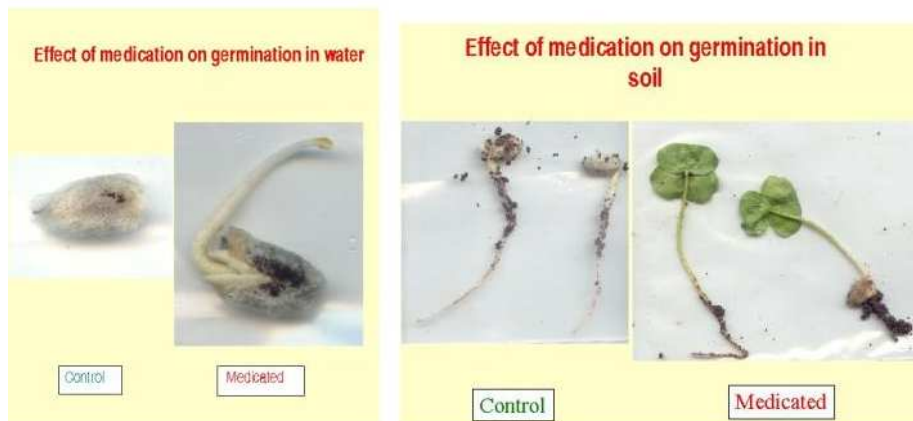 Effect of medication on germination in water
Control
Medicated
Effect of medication on germination in
soil
Control
Medicated